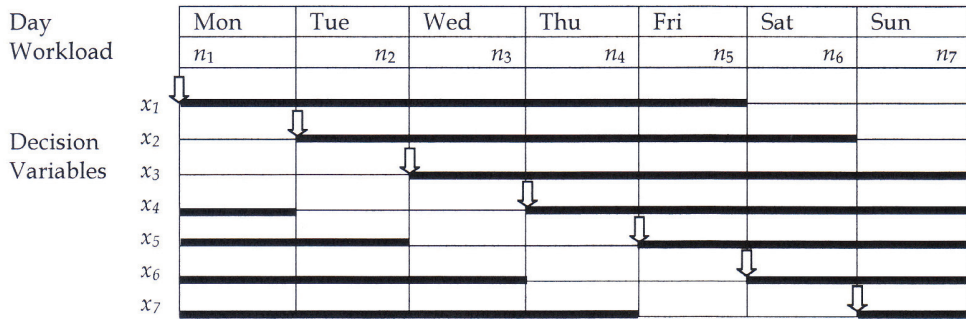 Day Mon Tue Wed Thu Fri Sat Sun
Workload n₁ n₂ n₃ n₄ n₅ n₆ n₇
x₁
x₂
Decision
Variables
x₃
x₄
x₅
x₆
x₇